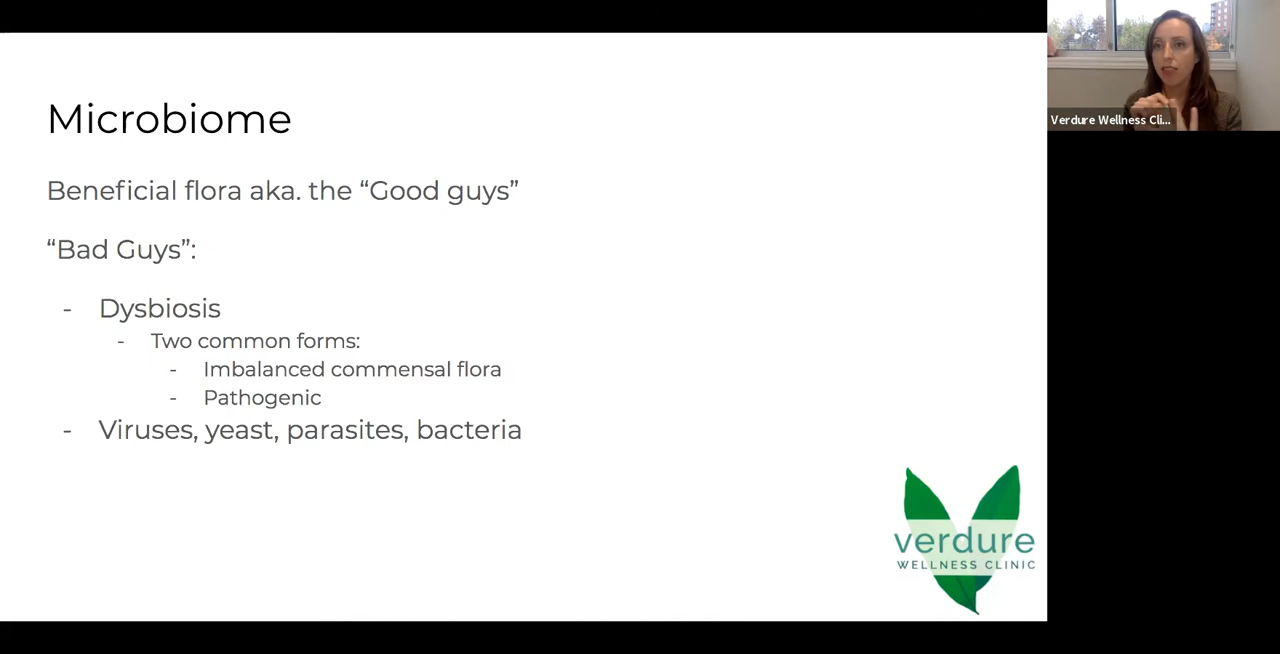 Microbiome
Beneficial flora aka. the “Good guys”
“Bad Guys”:
- Dysbiosis
- Two common forms:
- Imbalanced commensal flora
- Pathogenic
- Viruses, yeast, parasites, bacteria
verdure
WELLNESS CLINIC
Verdure Wellness Cli...